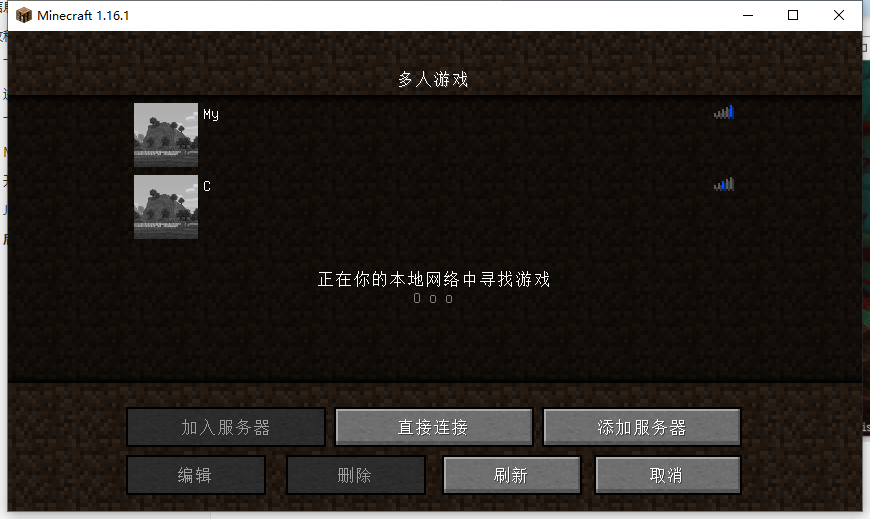 Minecraft 1.16.1
多人游戏
My
C
正在你的本地网络中寻找游戏
O o o
加入服务器 直接连接 添加服务器
编辑 删除 刷新 取消